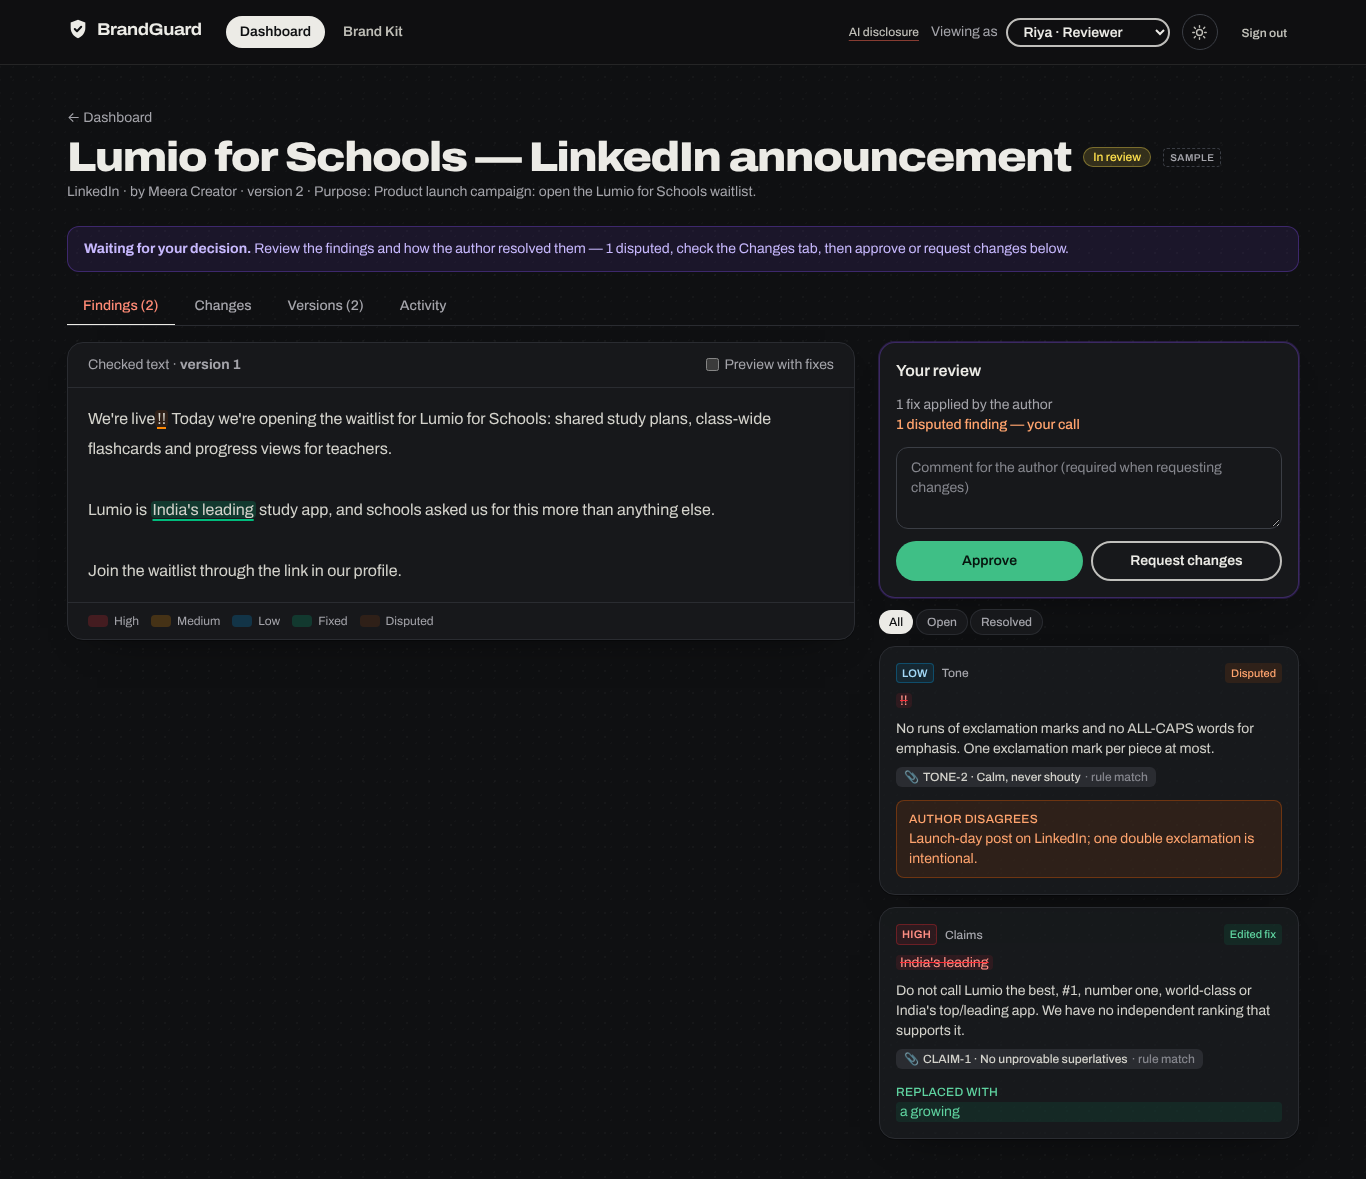 BrandGuard
Dashboard
Brand Kit
AI disclosure
Viewing as
Riya · Reviewer
Sign out
← Dashboard
Lumio for Schools — LinkedIn announcement
In review
SAMPLE
LinkedIn · by Meera Creator · version 2 · Purpose: Product launch campaign: open the Lumio for Schools waitlist.
Waiting for your decision. Review the findings and how the author resolved them — 1 disputed, check the Changes tab, then approve or request changes below.
Findings (2)
Changes
Versions (2)
Activity
Checked text · version 1
Preview with fixes
We're live!! Today we're opening the waitlist for Lumio for Schools: shared study plans, class-wide
flashcards and progress views for teachers.
Lumio is India's leading study app, and schools asked us for this more than anything else.
Join the waitlist through the link in our profile.
High
Medium
Low
Fixed
Disputed
Your review
1 fix applied by the author
1 disputed finding — your call
Comment for the author (required when requesting
changes)
Approve
Request changes
All
Open
Resolved
LOW
Tone
Disputed
!!
No runs of exclamation marks and no ALL-CAPS words for
emphasis. One exclamation mark per piece at most.
TONE-2 · Calm, never shouty · rule match
AUTHOR DISAGREES
Launch-day post on LinkedIn; one double exclamation is
intentional.
HIGH
Claims
Edited fix
India's leading
Do not call Lumio the best, #1, number one, world-class or
India's top/leading app. We have no independent ranking that
supports it.
CLAIM-1 · No unprovable superlatives · rule match
REPLACED WITH
a growing